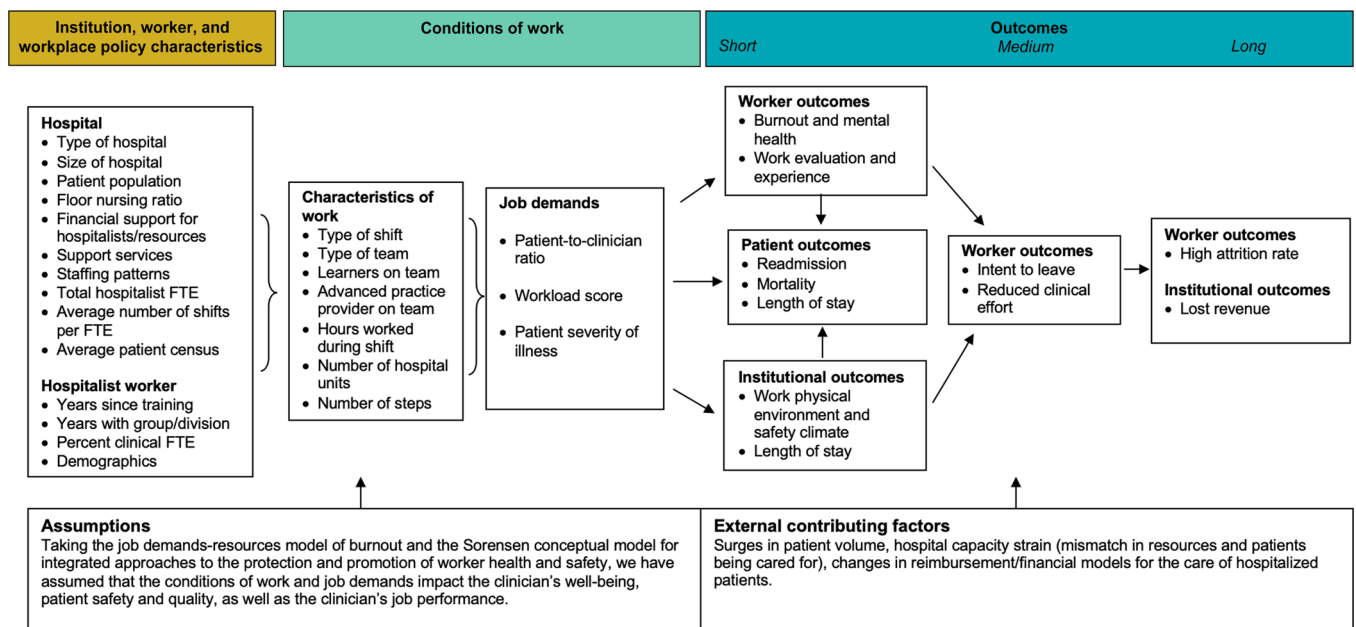 Institution, worker, and
workplace policy characteristics
Conditions of work
Outcomes
Short
Medium
Long
Hospital
• Type of hospital
• Size of hospital
• Patient population
• Floor nursing ratio
• Financial support for
hospitalists/resources
• Support services
• Staffing patterns
• Total hospitalist FTE
• Average number of shifts
per FTE
• Average patient census
Hospitalist worker
• Years since training
• Years with group/division
• Percent clinical FTE
• Demographics
Characteristics of
work
• Type of shift
• Type of team
• Learners on team
• Advanced practice
provider on team
• Hours worked
during shift
• Number of hospital
units
• Number of steps
Job demands
• Patient-to-clinician
ratio
• Workload score
• Patient severity of
illness
Worker outcomes
• Burnout and mental
health
• Work evaluation and
experience
Patient outcomes
• Readmission
• Mortality
• Length of stay
Institutional outcomes
• Work physical
environment and
safety climate
• Length of stay
Worker outcomes
• Intent to leave
• Reduced clinical
effort
Worker outcomes
• High attrition rate
Institutional outcomes
• Lost revenue
Assumptions
Taking the job demands-resources model of burnout and the Sorensen conceptual model for
integrated approaches to the protection and promotion of worker health and safety, we have
assumed that the conditions of work and job demands impact the clinician's well-being,
patient safety and quality, as well as the clinician's job performance.
External contributing factors
Surges in patient volume, hospital capacity strain (mismatch in resources and patients
being cared for), changes in reimbursement/financial models for the care of hospitalized
patients.